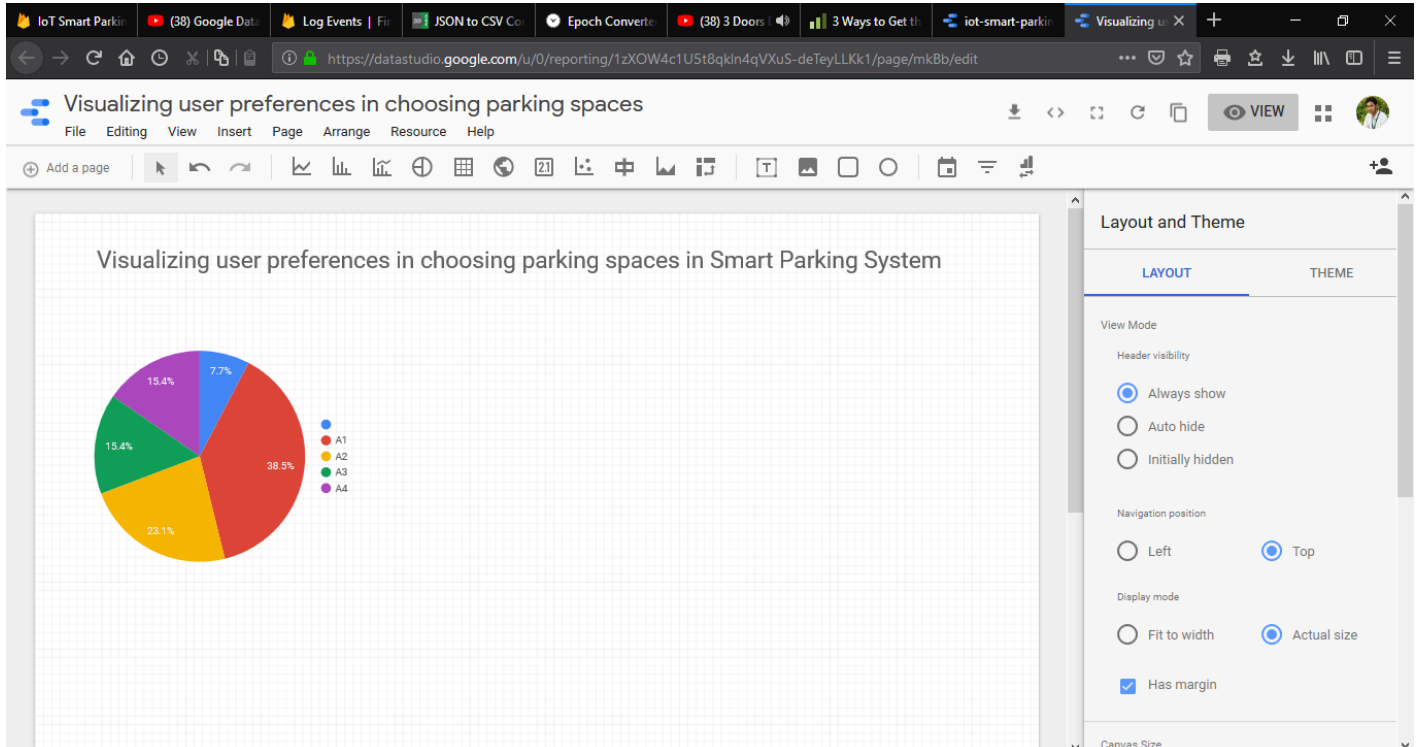 IoT Smart Parkin
(38) Google Data
Log Events | Fir
JSON to CSV Con
Epoch Converte
(38) 3 Doors
3 Ways to Get th
iot-smart-parkin
Visualizing us
https://datastudio.google.com/u/0/reporting/1zXOW4c1U5t8qkln4qVXuS-deTeyLLKk1/page/mkBb/edit
Visualizing user preferences in choosing parking spaces
File Editing View Insert Page Arrange Resource Help
VIEW
Add a page
21
T
Visualizing user preferences in choosing parking spaces in Smart Parking System
7.7%
15.4%
15.4%
38.5%
23.1%
A1
A2
A3
A4
Layout and Theme
LAYOUT THEME
View Mode
Header visibility
Always show
Auto hide
Initially hidden
Navigation position
Left Top
Display mode
Fit to width Actual size
Has margin
Canvas Size